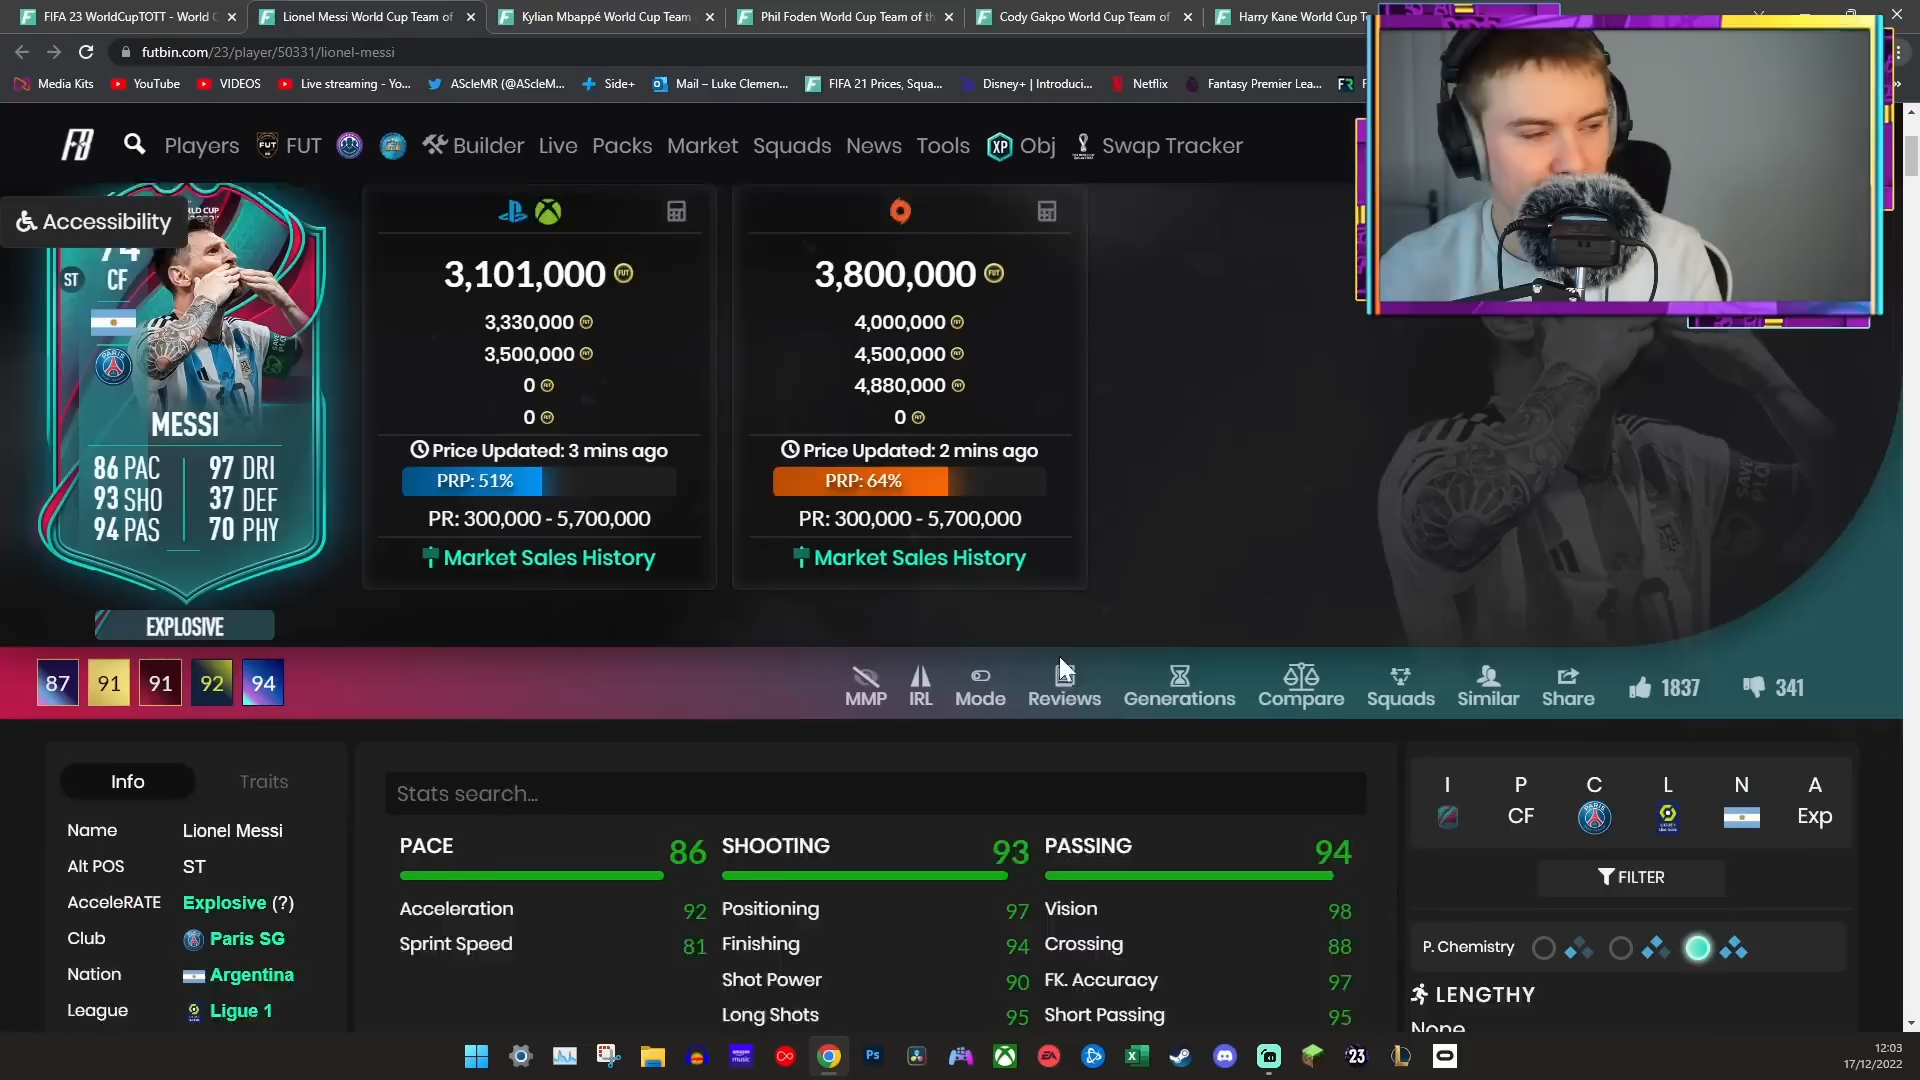 FIFA 23 WorldCupTOTT - World C
Lionel Messi World Cup Team of
Kylian Mbappé World Cup Team
Phil Foden World Cup Team of th
Cody Gakpo World Cup Team of
Harry Kane World Cup Te
futbin.com/23/player/50331/lionel-messi
Media Kits YouTube VIDEOS Live streaming - Yo... AScleMR (@AScleM... Side+ Mail – Luke Clemen... FIFA 21 Prices, Squa... Disney+ | Introduci... Netflix Fantasy Premier Lea...
Players FUT Builder Live Packs Market Squads News Tools XP Obj Swap Tracker
Accessibility
CF
ST
MESSI
86 PAC 97 DRI
93 SHO 37 DEF
94 PAS 70 PHY
EXPLOSIVE
3,101,000
3,330,000
3,500,000
0
0
Price Updated: 3 mins ago
PRP: 51%
PR: 300,000 - 5,700,000
Market Sales History
3,800,000
4,000,000
4,500,000
4,880,000
0
Price Updated: 2 mins ago
PRP: 64%
PR: 300,000 - 5,700,000
Market Sales History
87 91 91 92 94
MMP IRL Mode Reviews Generations Compare Squads Similar Share 1837 341
Info Traits
Name Lionel Messi
Alt POS ST
AcceleRATE Explosive (?)
Club Paris SG
Nation Argentina
League Ligue 1
Stats search...
PACE 86
Acceleration 92
Sprint Speed 81
SHOOTING 93
Positioning 97
Finishing 94
Shot Power 90
Long Shots 95
PASSING 94
Vision 98
Crossing 88
FK. Accuracy 97
Short Passing 95
I P C L N A
CF Exp
FILTER
P. Chemistry
LENGTHY
None
12:03
17/12/2022